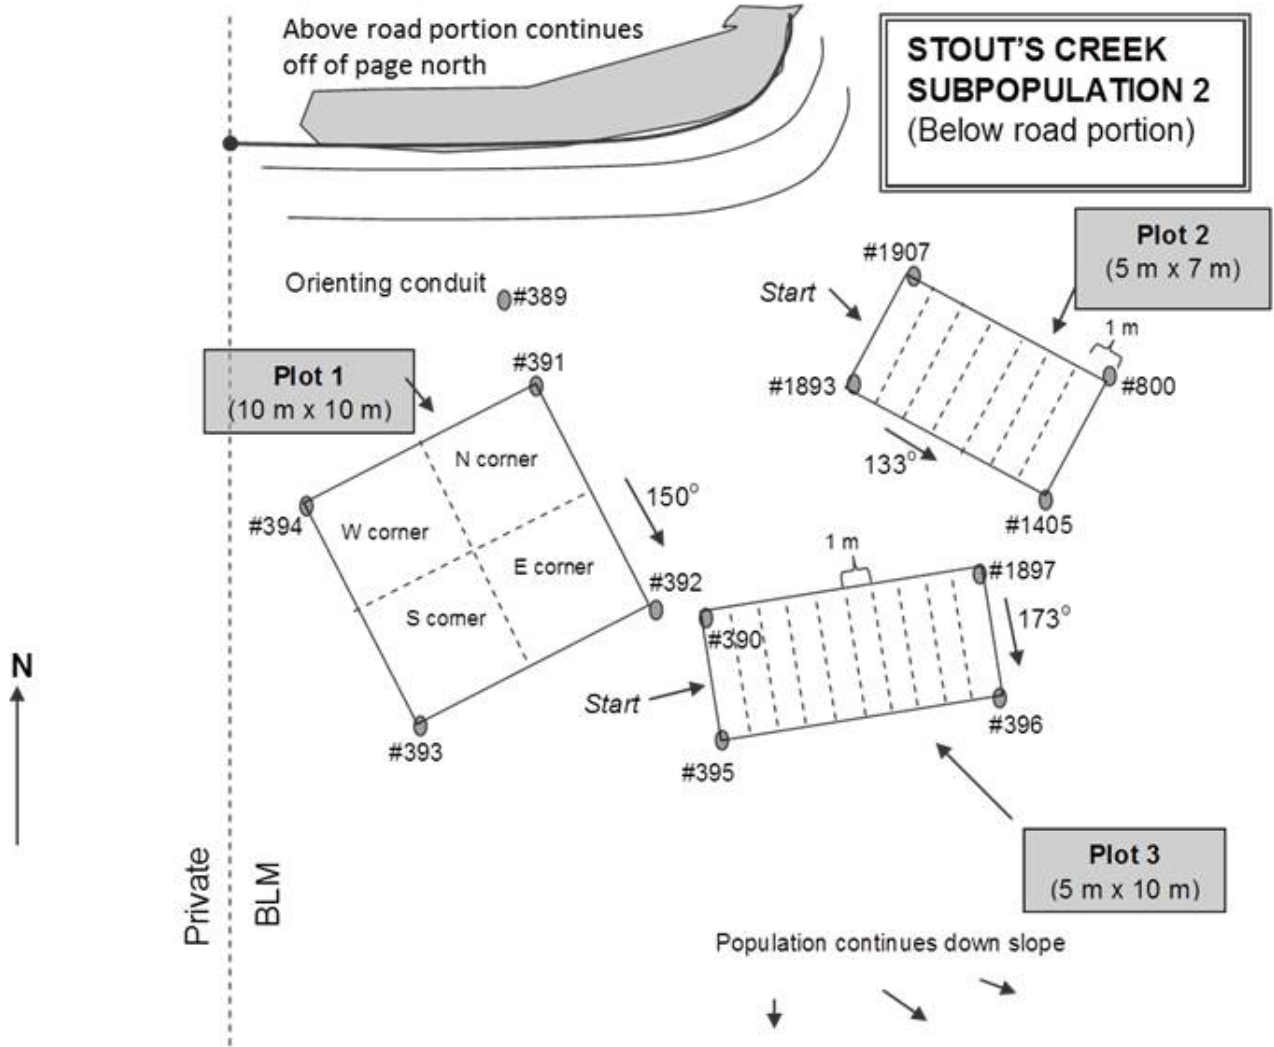 Above road portion continues
off of page north
STOUT'S CREEK
SUBPOPULATION 2
(Below road portion)
Plot 2
(5 m x 7 m)
#1907
Start
Orienting conduit
#389
1 m
#800
#1893
Plot 1
(10 m x 10 m)
#391
N corner
133°
150°
#394
W corner
#1405
1 m
E corner
#392
#1897
S corner
#390
173°
N
Start
#396
#393
#395
Private
BLM
Plot 3
(5 m x 10 m)
Population continues down slope